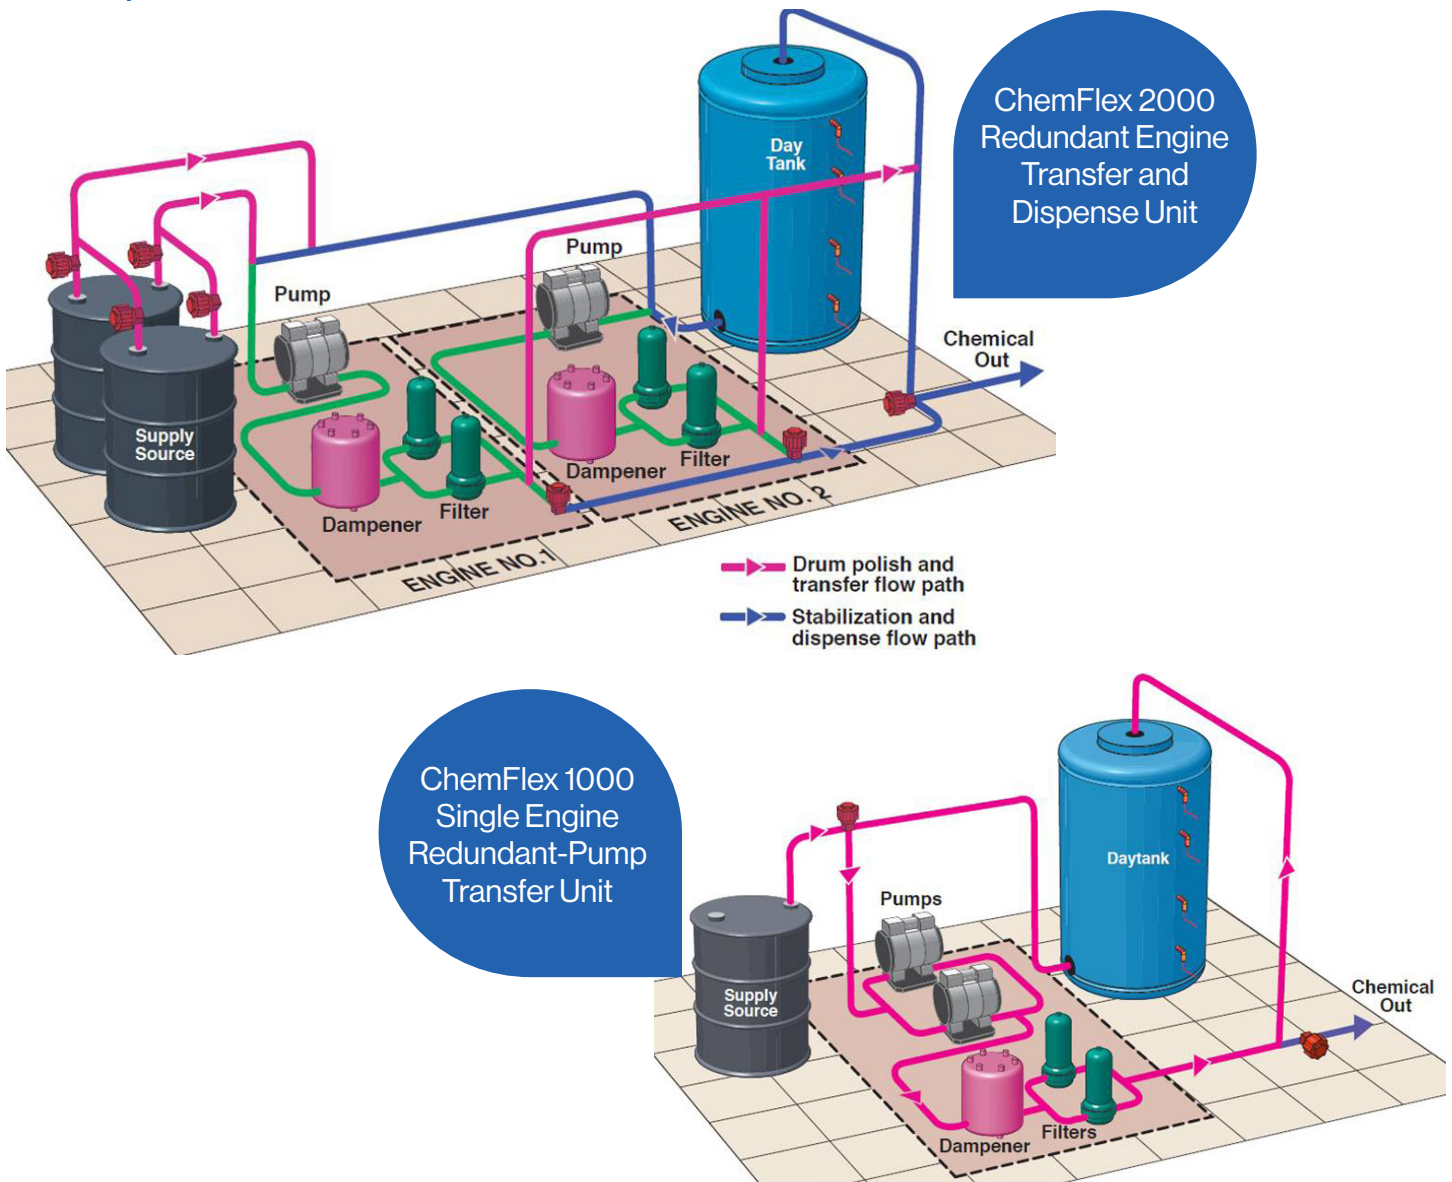 ChemFlex 2000
Redundant Engine
Transfer and
Dispense Unit
Day
Tank
Pump
Pump
Chemical
Out
Supply
Source
Dampener
Filter
Dampener
Filter
ENGINE NO. 2
ENGINE NO.1
Drum polish and
transfer flow path
Stabilization and
dispense flow path
ChemFlex 1000
Single Engine
Redundant-Pump
Transfer Unit
Daytank
Pumps
Supply
Source
Chemical
Out
Filters
Dampener